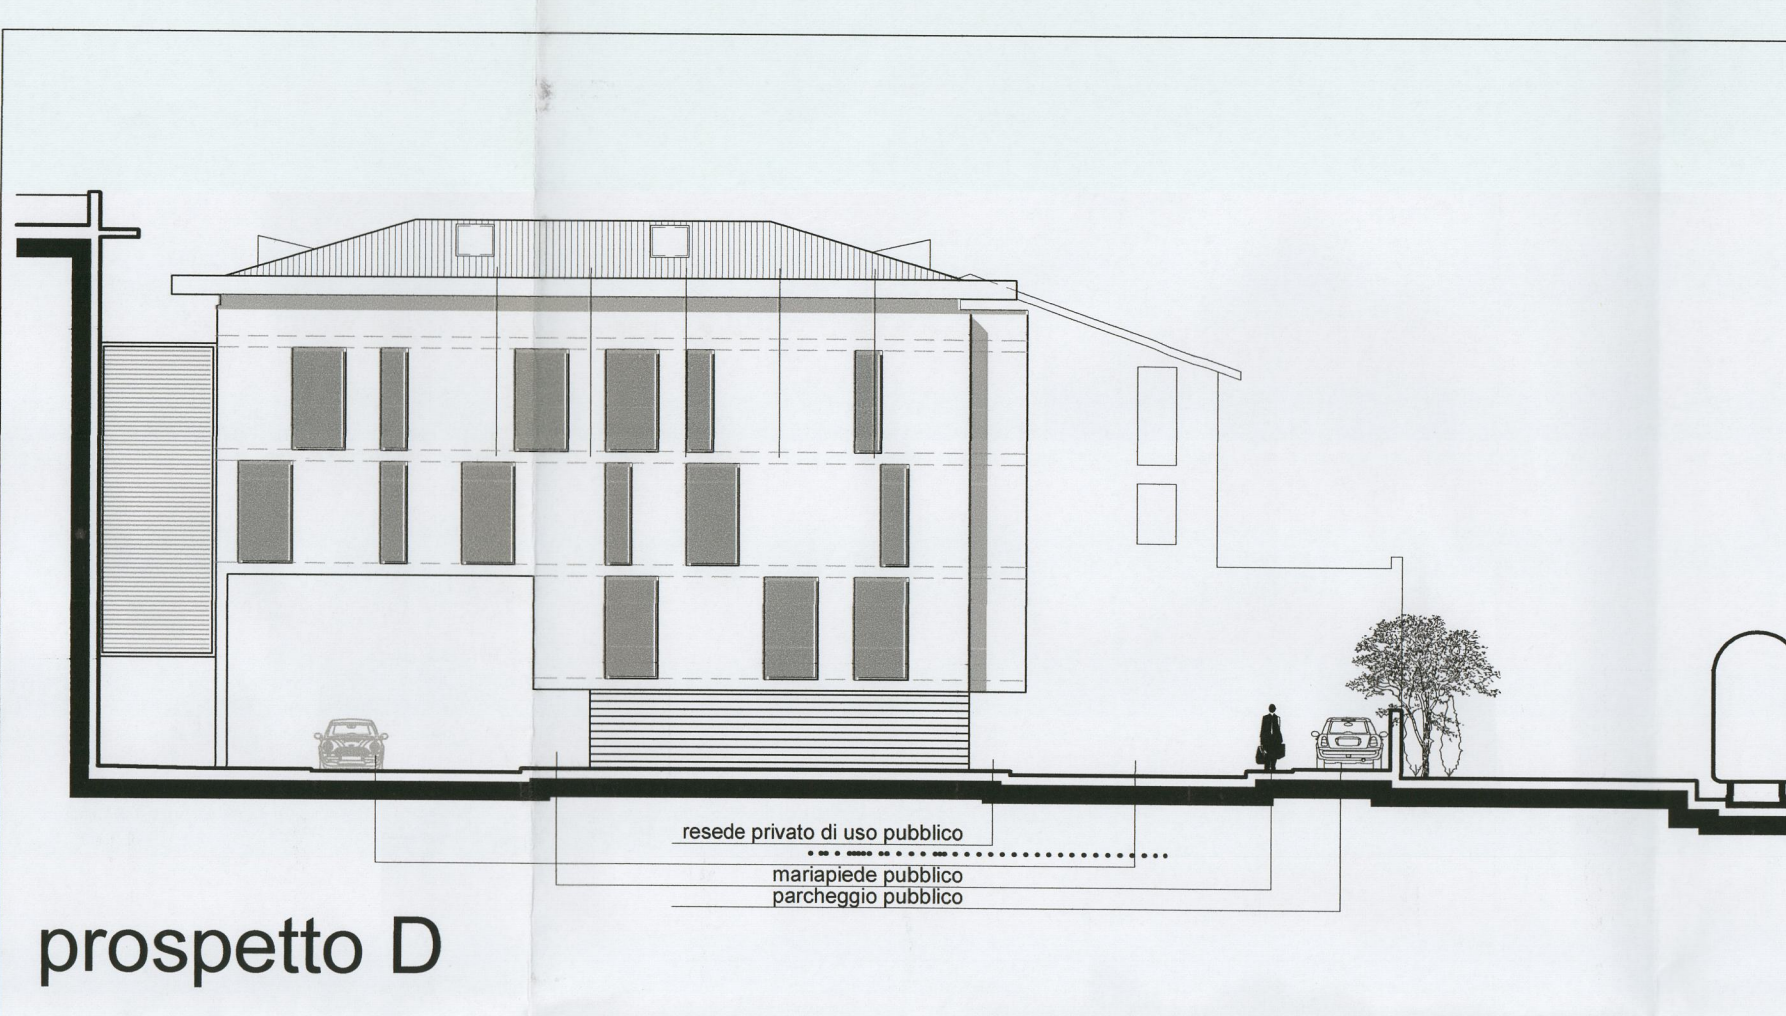 resede privato di uso pubblico
mariapiede pubblico
parcheggio pubblico
prospetto D